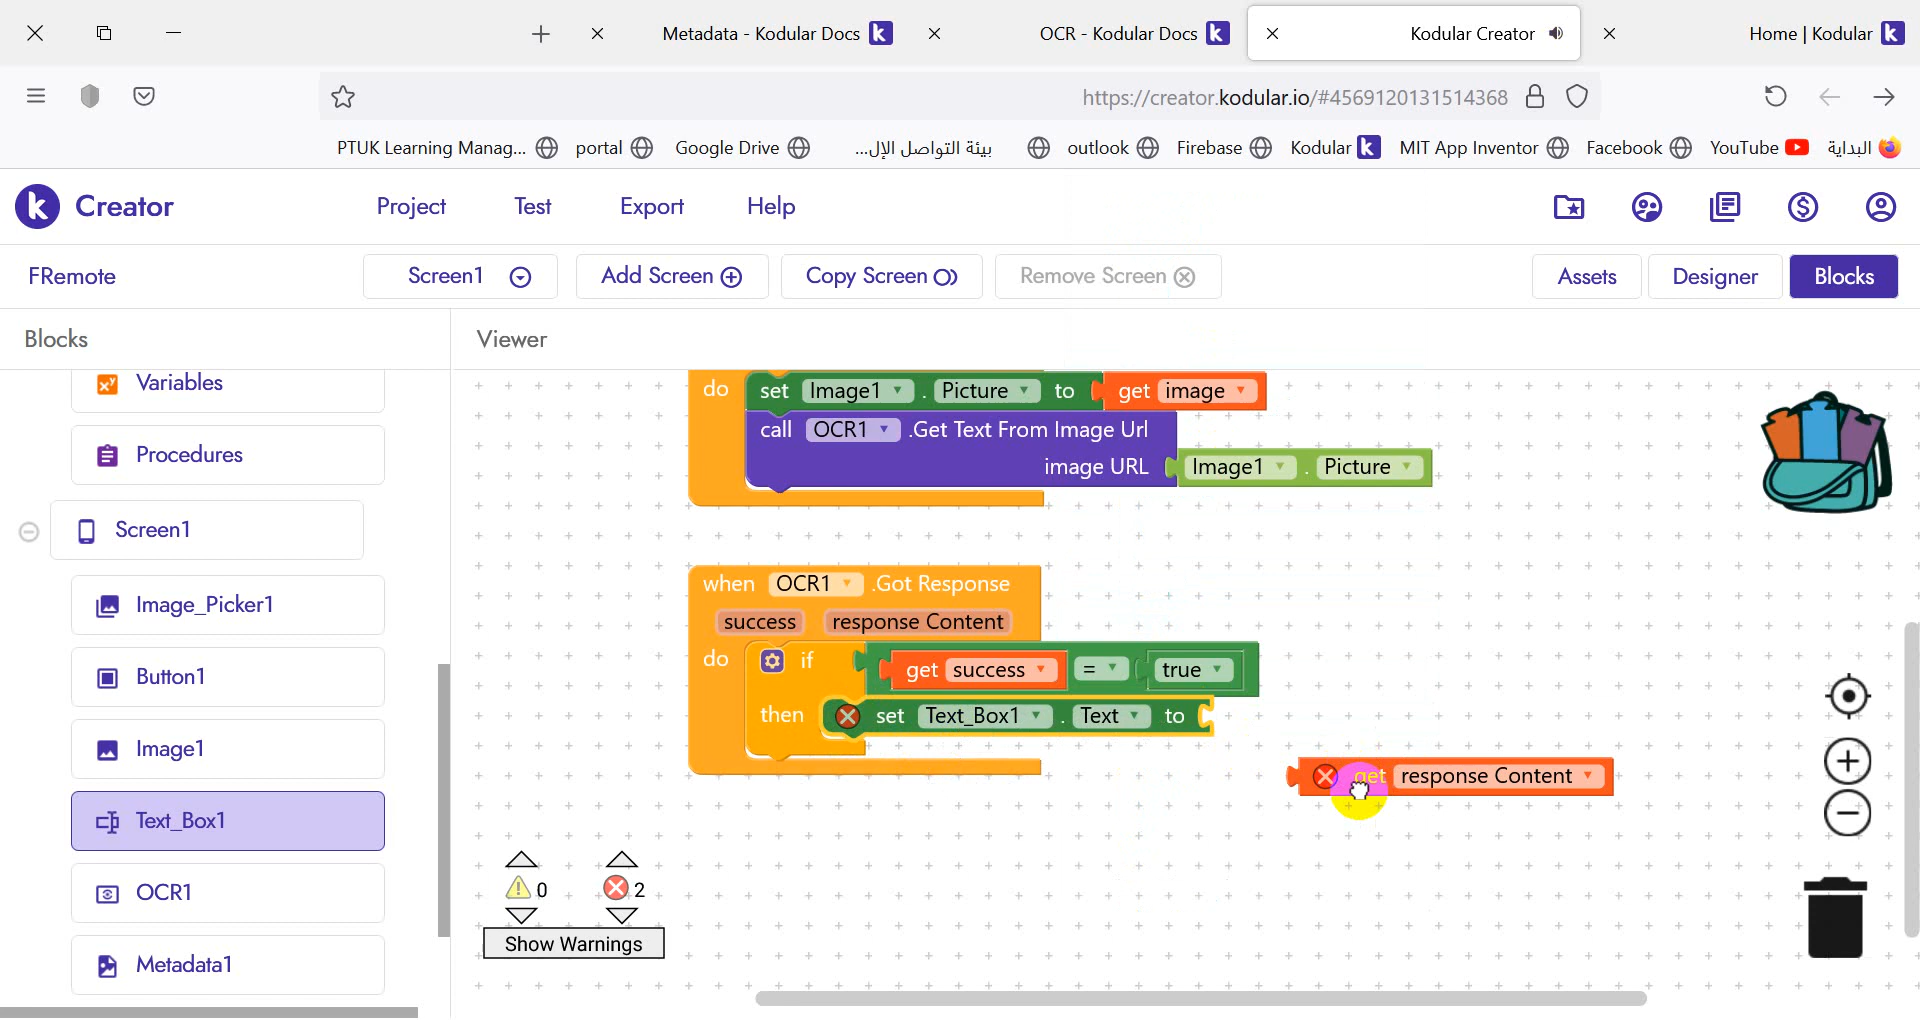 Metadata - Kodular Docs
OCR - Kodular Docs
Kodular Creator
Home | Kodular
https://creator.kodular.io/#4569120131514368
PTUK Learning Manag...
portal
Google Drive
بيئة التواصل الإل...
outlook
Firebase
Kodular
MIT App Inventor
Facebook
YouTube
البداية
Creator
Project
Test
Export
Help
FRemote
Screen1
Add Screen
Copy Screen
Remove Screen
Assets
Designer
Blocks
Blocks
Viewer
Variables
Procedures
Screen1
Image_Picker1
Button1
Image1
Text_Box1
OCR1
Metadata1
do set Image1 . Picture to get image
call OCR1 .Get Text From Image Url
image URL Image1 . Picture
when OCR1 .Got Response
success response Content
do if get success = true
then set Text_Box1 . Text to
get response Content
0 2
Show Warnings